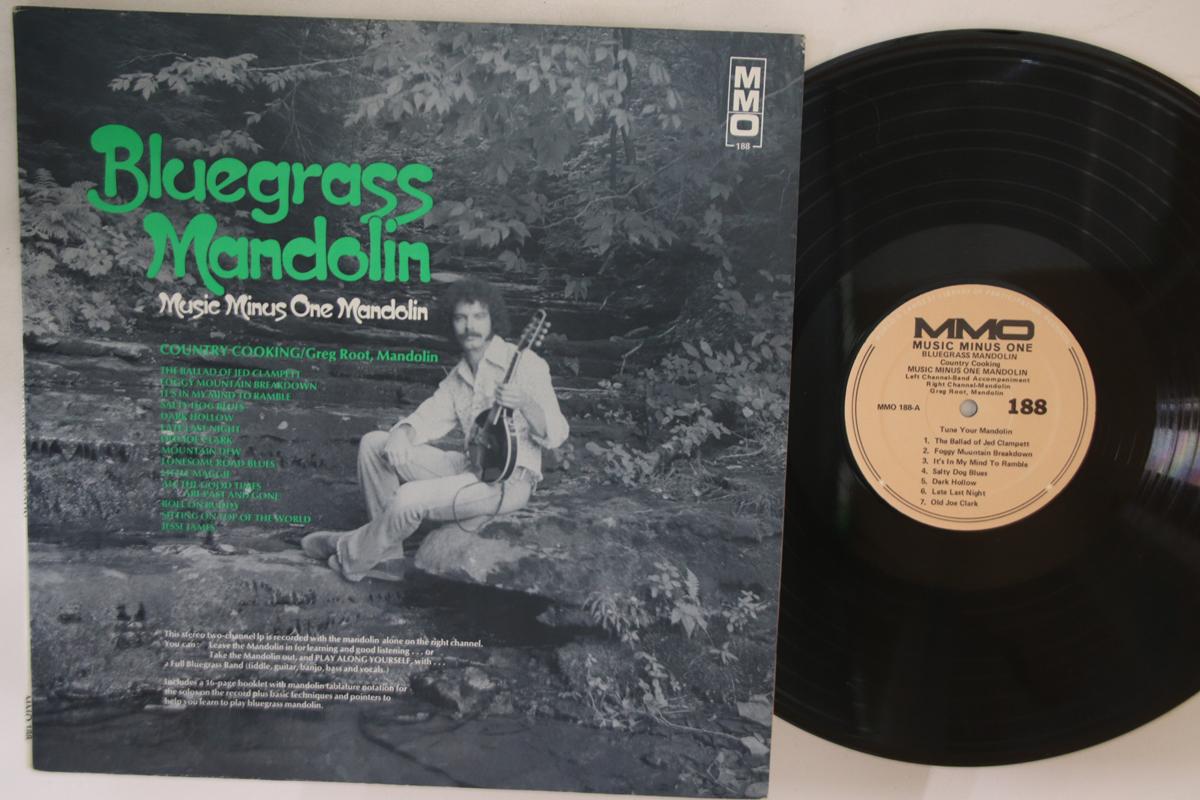 Bluegrass
Mandolin
Music Minus One Mandolin
COUNTRY COOKING/Greg Root, Mandolin
THE BALLAD OF JED CLAMPETT
FOGGY MOUNTAIN BREAKDOWN
IT'S IN MY MIND TO RAMBLE
SALTY DOG BLUES
DARK HOLLOW
LATE LAST NIGHT
OLD JOE CLARK
MOUNTAIN DEW
LONESOME ROAD BLUES
LITTLE MAGGIE
ALL THE GOOD TIMES
ARE PAST AND GONE
ROLL ON BUDDY
SITTING ON TOP OF THE WORLD
JESSE JAMES
This stereo two-channel lp is recorded with the mandolin alone on the right channel.
You can: Leave the Mandolin in for learning and good listening . . . or
Take the Mandolin out, and PLAY ALONG YOURSELF, with . . .
a Full Bluegrass Band (fiddle, guitar, banjo, bass and vocals.)
Includes a 16-page booklet with mandolin tablature notation for
the solos on the record plus basic techniques and pointers to
help you learn to play bluegrass mandolin.
MMO
188
MMO 188
MMO
MUSIC MINUS ONE
BLUEGRASS MANDOLIN
Country Cooking
MUSIC MINUS ONE MANDOLIN
Left Channel-Band Accompaniment
Right Channel-Mandolin
Greg Root, Mandolin
MMO 188-A
188
Tune Your Mandolin
1. The Ballad of Jed Clampett
2. Foggy Mountain Breakdown
3. It's In My Mind To Ramble
4. Salty Dog Blues
5. Dark Hollow
6. Late Last Night
7. Old Joe Clark